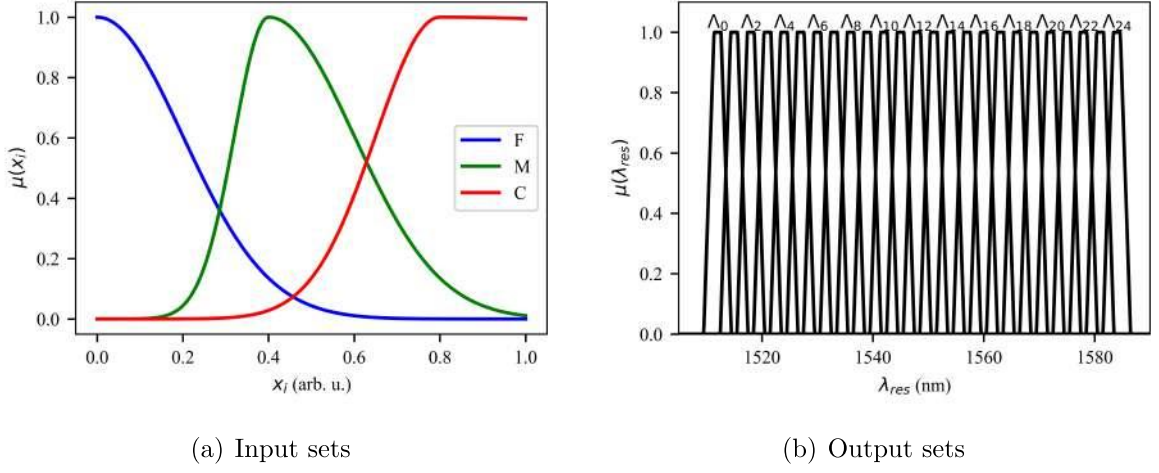 1.0
0.8
0.6
0.4
0.2
0.0
μ(xᵢ)
F
M
C
0.0 0.2 0.4 0.6 0.8 1.0
xᵢ (arb. u.)
(a) Input sets
Λ₀ Λ₂ Λ₄ Λ₆ Λ₈ Λ₁₀ Λ₁₂ Λ₁₄ Λ₁₆ Λ₁₈ Λ₂₀ Λ₂₂ Λ₂₄
1.0
0.8
0.6
0.4
0.2
0.0
μ(λres)
1520 1540 1560 1580
λres (nm)
(b) Output sets